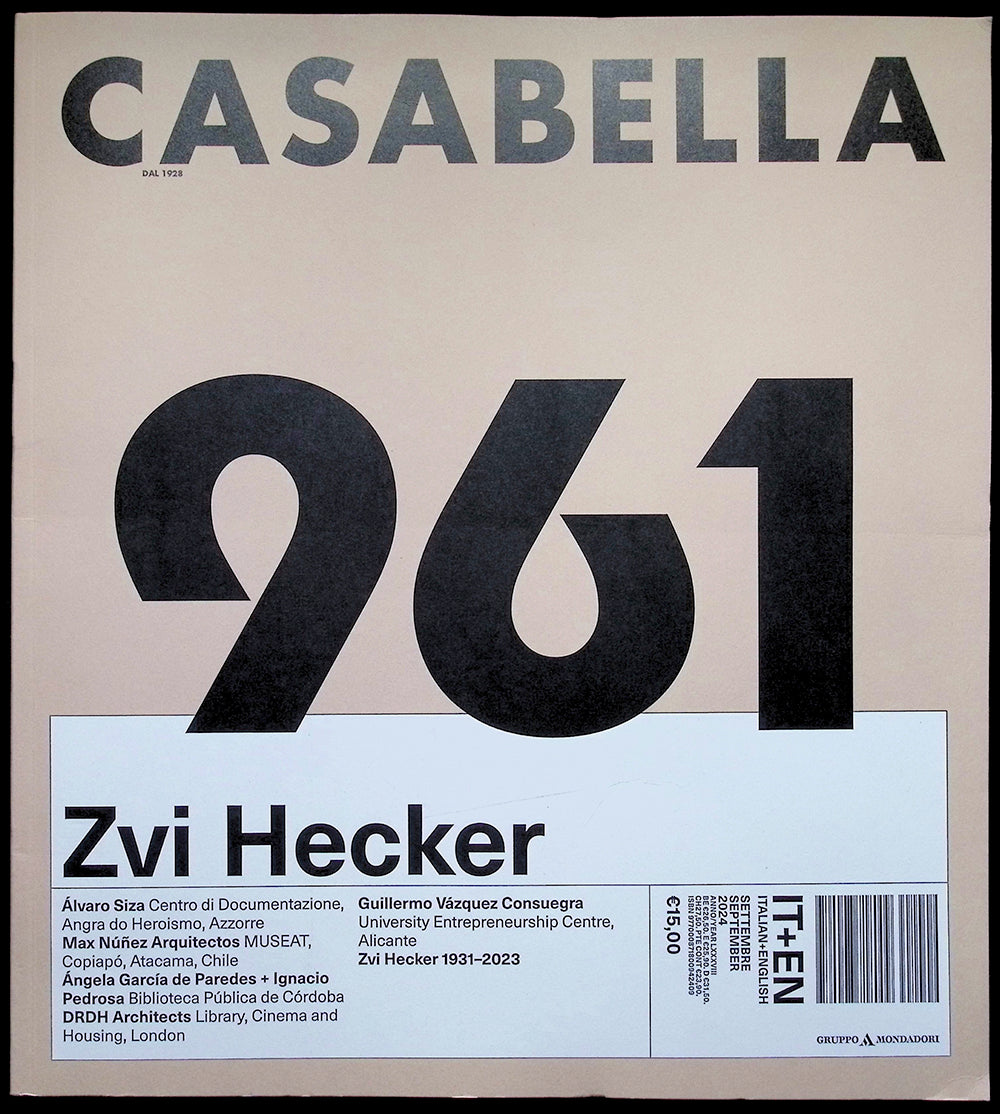 CASABELLA
DAL 1928
961
Zvi Hecker
Álvaro Siza Centro di Documentazione,
Angra do Heroismo, Azzorre
Max Núñez Arquitectos MUSEAT,
Copiapó, Atacama, Chile
Ángela García de Paredes + Ignacio
Pedrosa Biblioteca Pública de Córdoba
DRDH Architects Library, Cinema and
Housing, London
Guillermo Vázquez Consuegra
University Entrepreneurship Centre,
Alicante
Zvi Hecker 1931–2023
IT+EN
ITALIAN+ENGLISH
SETTEMBRE
SEPTEMBER
2024
ANNO/YEAR LXXXVIII
€15,00
GRUPPO MONDADORI